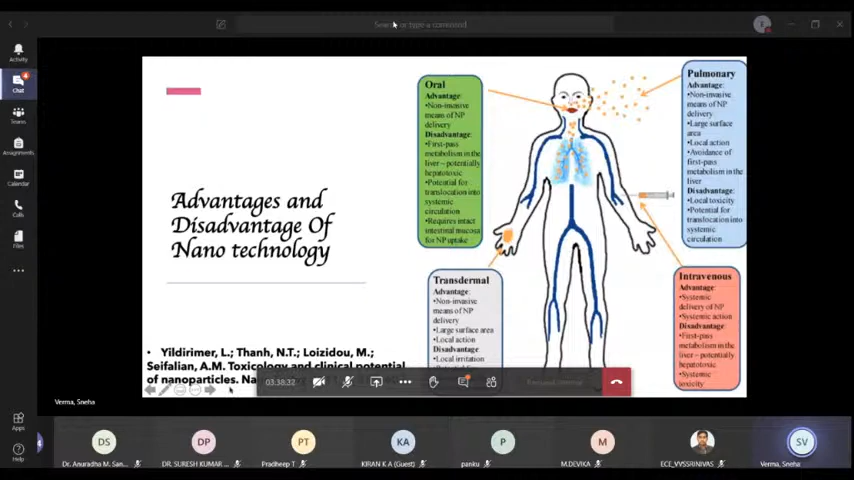 Search or type a command
Activity
Chat
Teams
Assignments
Calendar
Calls
Files
Apps
Help
Advantages and
Disadvantage Of
Nano technology
• Yildirimer, L.; Thanh, N.T.; Loizidou, M.;
Seifalian, A.M. Toxicology and clinical potential
of nanoparticles.
Oral
Advantage:
•Non-invasive
means of NP
delivery
Disadvantage:
•First-pass
metabolism in the
liver – potentially
hepatotoxic
•Potential for
translocation into
systemic
circulation
•Requires intact
intestinal mucosa
for NP uptake
Pulmonary
Advantage:
•Non-invasive
means of NP
delivery
•Large surface
area
•Local action
•Avoidance of
first-pass
metabolism in the
liver
Disadvantage:
•Local toxicity
•Potential for
translocation into
systemic
circulation
Transdermal
Advantage:
•Non-invasive
means of NP
delivery
•Large surface area
•Local action
Disadvantage:
•Local irritation
Intravenous
Advantage:
•Systemic
delivery of NP
•Systemic action
Disadvantage:
•First-pass
metabolism in the
liver – potentially
hepatotoxic
•Systemic
toxicity
03:38:32
Verma, Sneha
DS
Dr. Anuradha M. San...
DP
DR. SURESH KUMAR ...
PT
Pradheep T
KA
KIRAN K A (Guest)
P
panku
M
M.DEVIKA
ECE_VVSSRINIVAS
SV
Verma, Sneha